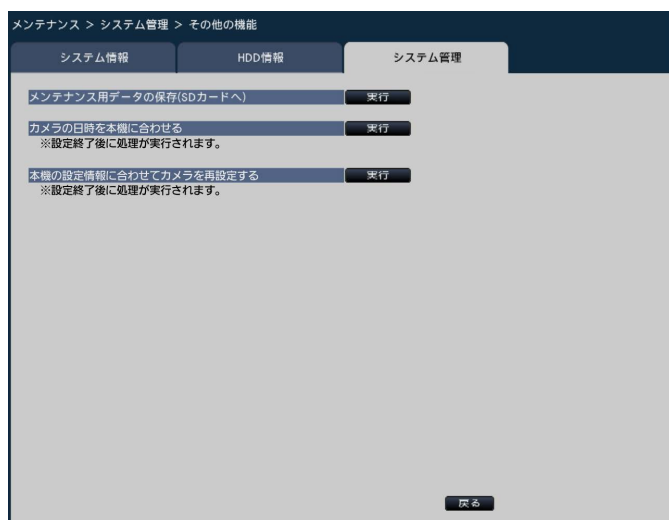 メンテナンス > システム管理 > その他の機能
システム情報
HDD情報
システム管理
メンテナンス用データの保存(SDカードへ)
実行
カメラの日時を本機に合わせる
実行
※設定終了後に処理が実行されます。
本機の設定情報に合わせてカメラを再設定する
実行
※設定終了後に処理が実行されます。
戻る